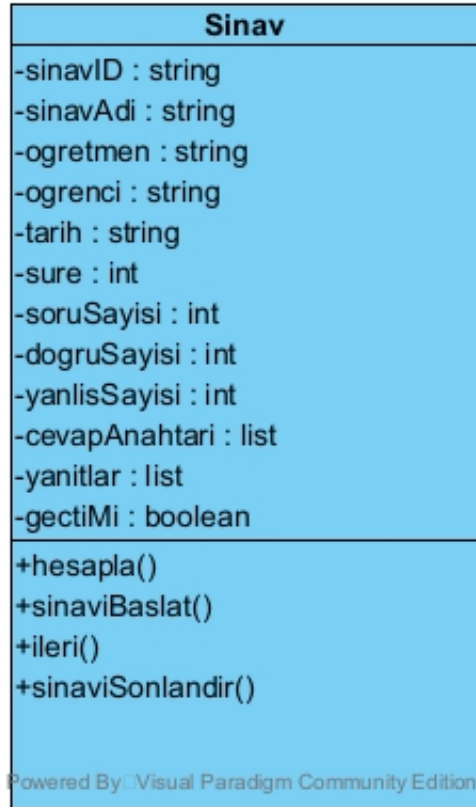 Sinav
-sinavID : string
-sinavAdi : string
-ogretmen : string
-ogrenci : string
-tarih : string
-sure : int
-soruSayisi : int
-dogruSayisi : int
-yanlisSayisi : int
-cevapAnahtari : list
-yanitlar : list
-gectiMi : boolean
+hesapla()
+sinaviBaslat()
+ileri()
+sinaviSonlandir()
Powered By Visual Paradigm Community Edition